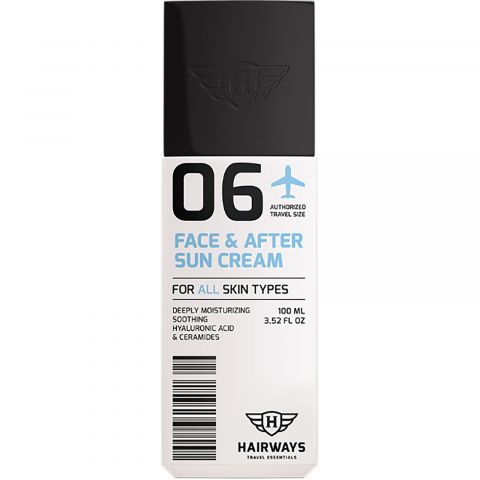 H
06
AUTHORIZED
TRAVEL SIZE
FACE & AFTER
SUN CREAM
FOR ALL SKIN TYPES
DEEPLY MOISTURIZING
SOOTHING
HYALURONIC ACID
& CERAMIDES
100 ML
3.52 FL OZ
H
HAIRWAYS
TRAVEL ESSENTIALS